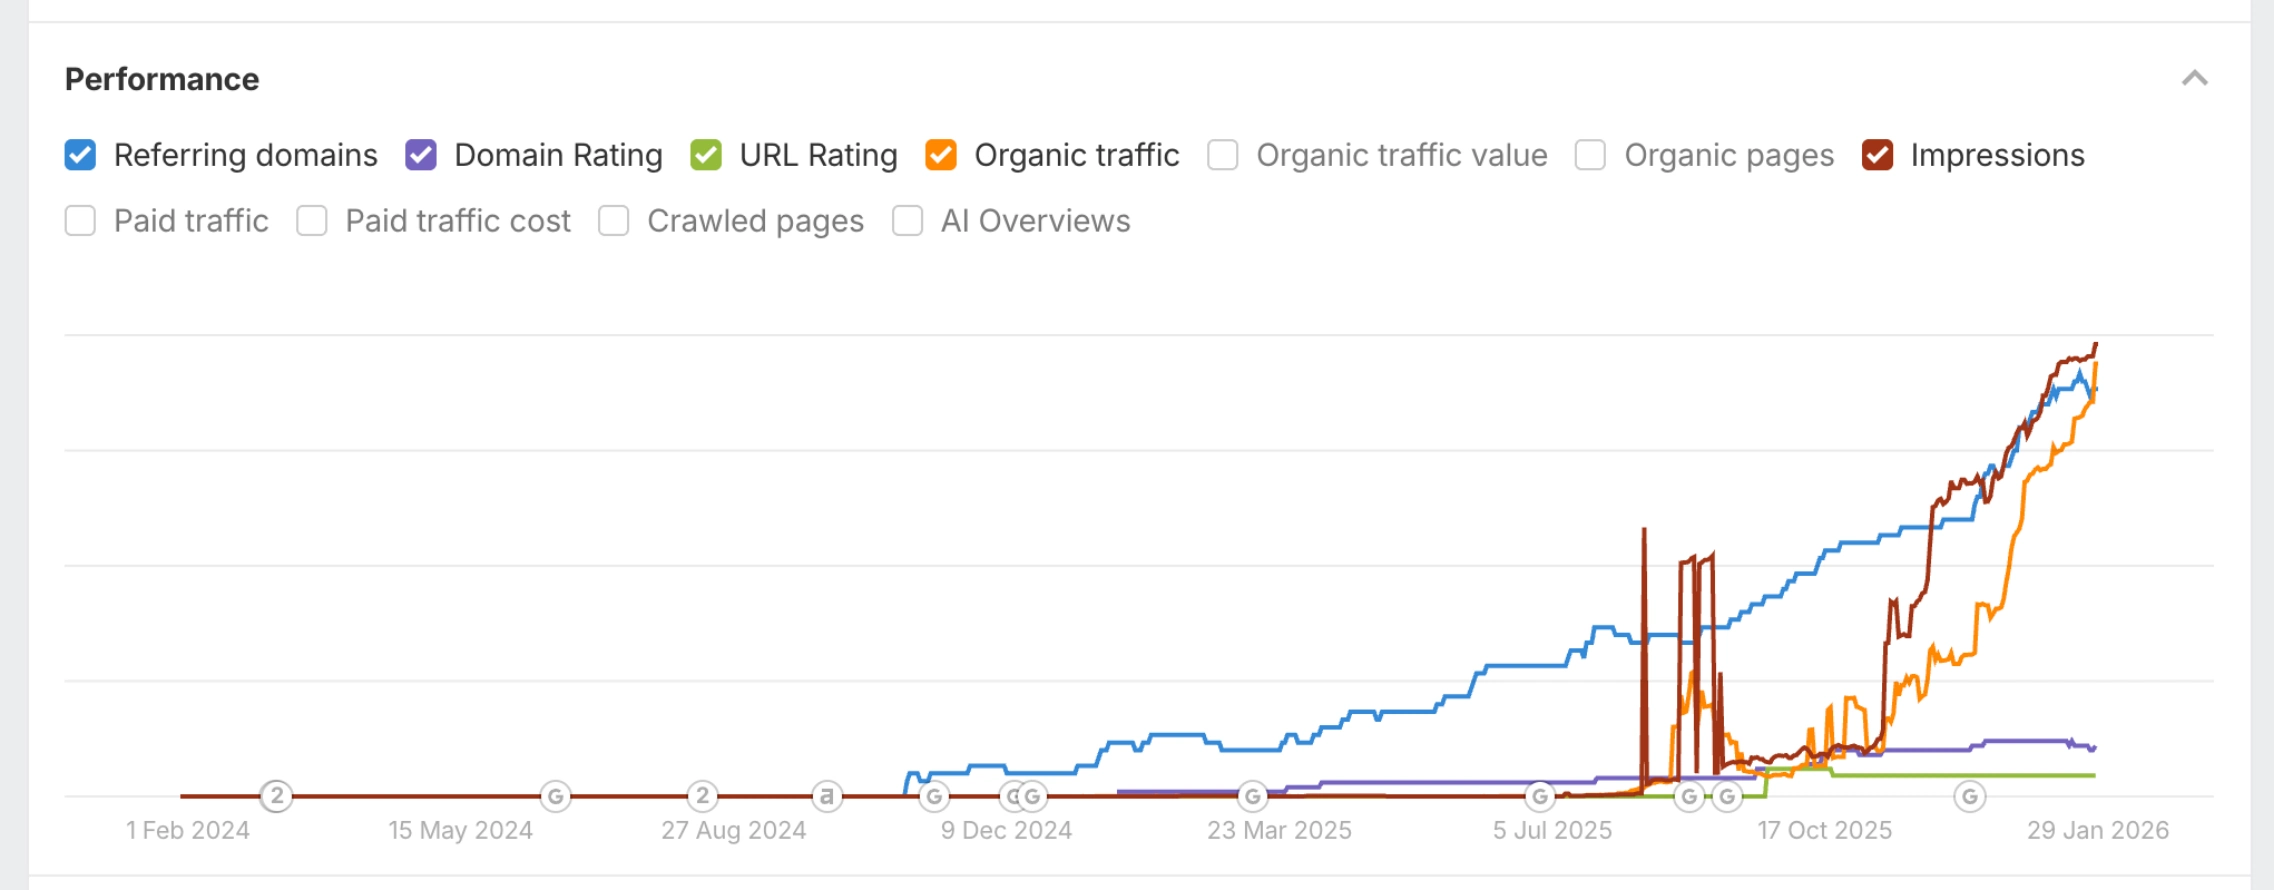 Performance
Referring domains Domain Rating URL Rating Organic traffic Organic traffic value Organic pages Impressions
Paid traffic Paid traffic cost Crawled pages AI Overviews
2 G 2 a G G G G G G G G
1 Feb 2024 15 May 2024 27 Aug 2024 9 Dec 2024 23 Mar 2025 5 Jul 2025 17 Oct 2025 29 Jan 2026